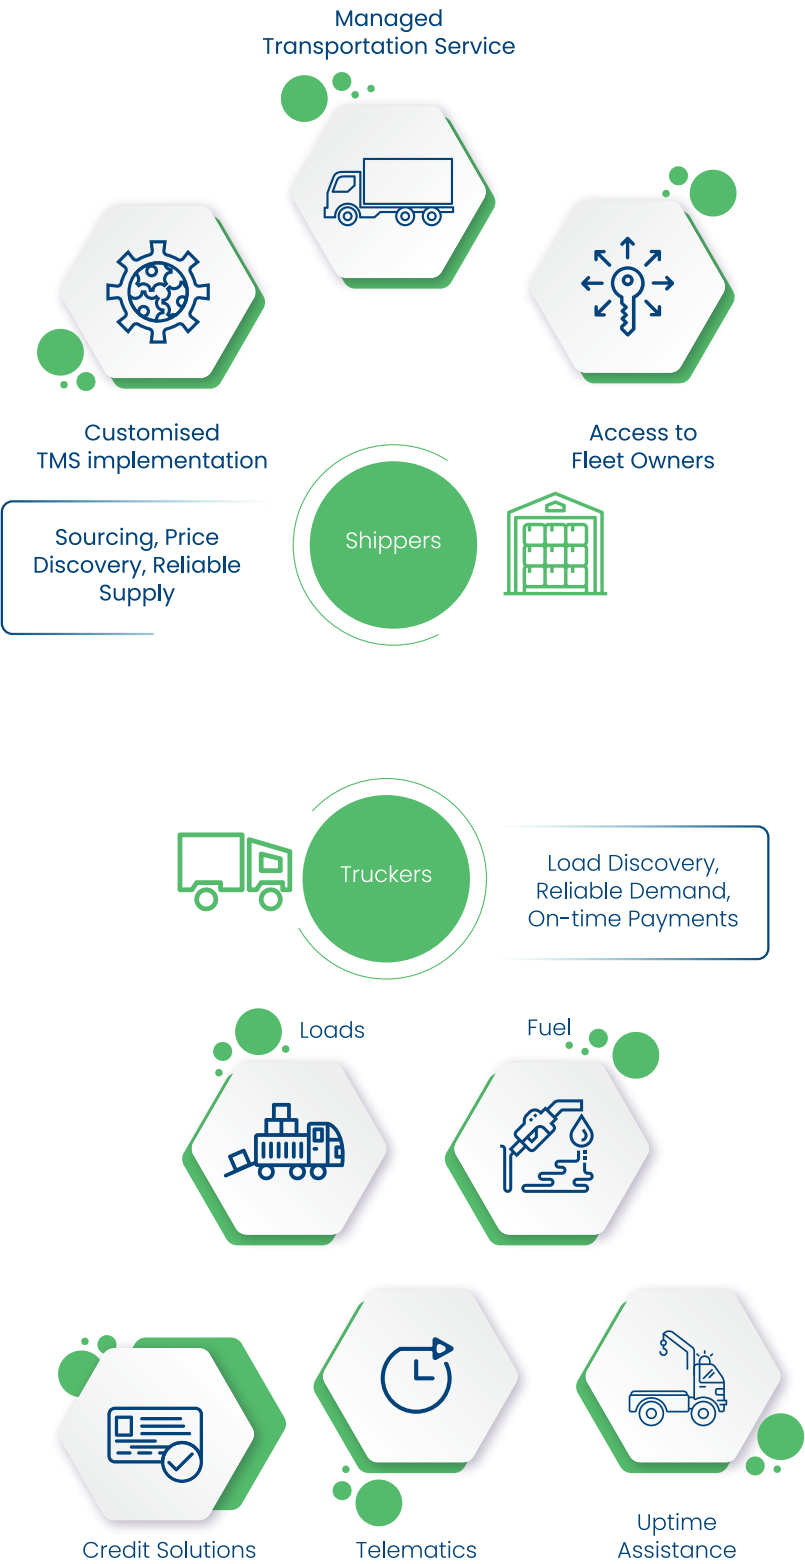 Managed
Transportation Service
Customised
TMS implementation
Access to
Fleet Owners
Sourcing, Price
Discovery, Reliable
Supply
Shippers
Truckers
Load Discovery,
Reliable Demand,
On-time Payments
Loads
Fuel
Credit Solutions
Telematics
Uptime
Assistance